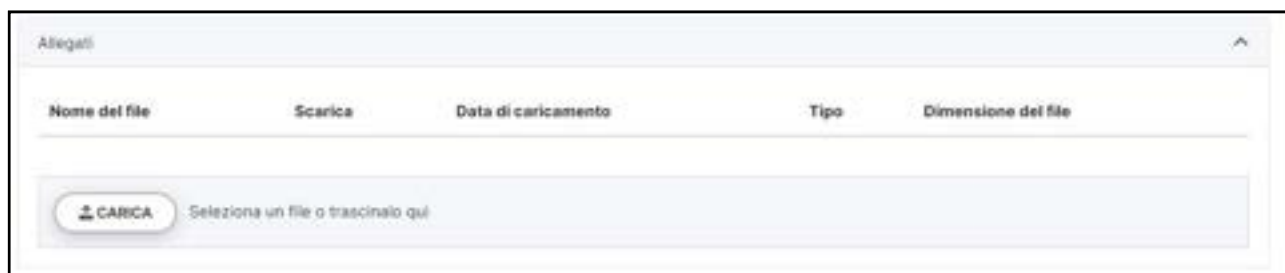 Allegati
Nome del file Scarica Data di caricamento Tipo Dimensione del file
CARICA Seleziona un file o trascinalo qui